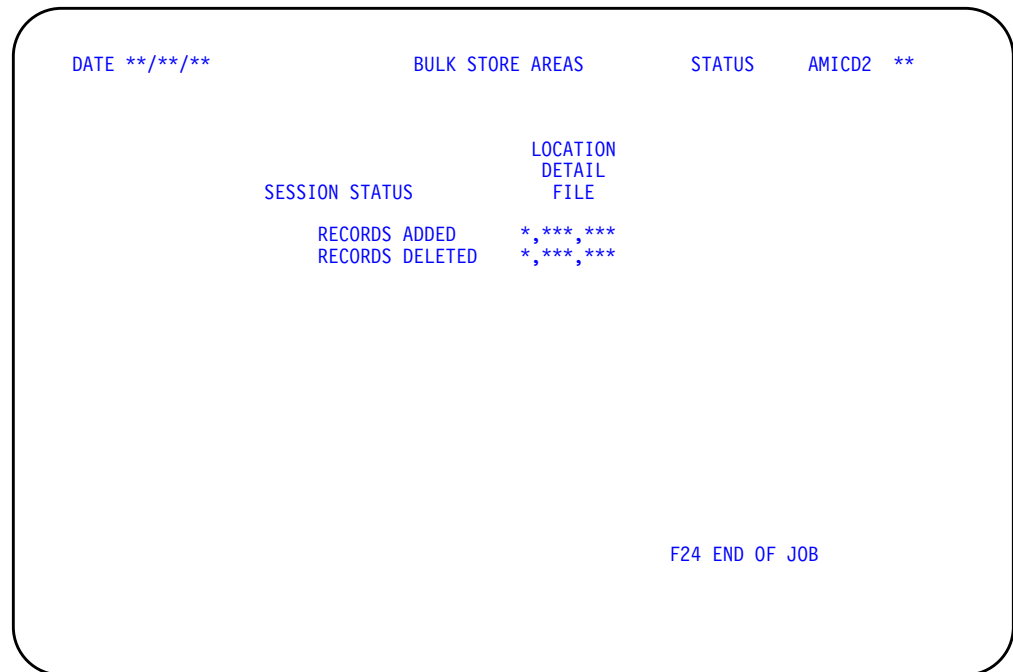 DATE **/**/** BULK STORE AREAS STATUS AMICD2 **
LOCATION
DETAIL
SESSION STATUS FILE
RECORDS ADDED *,***,***
RECORDS DELETED *,***,***
F24 END OF JOB